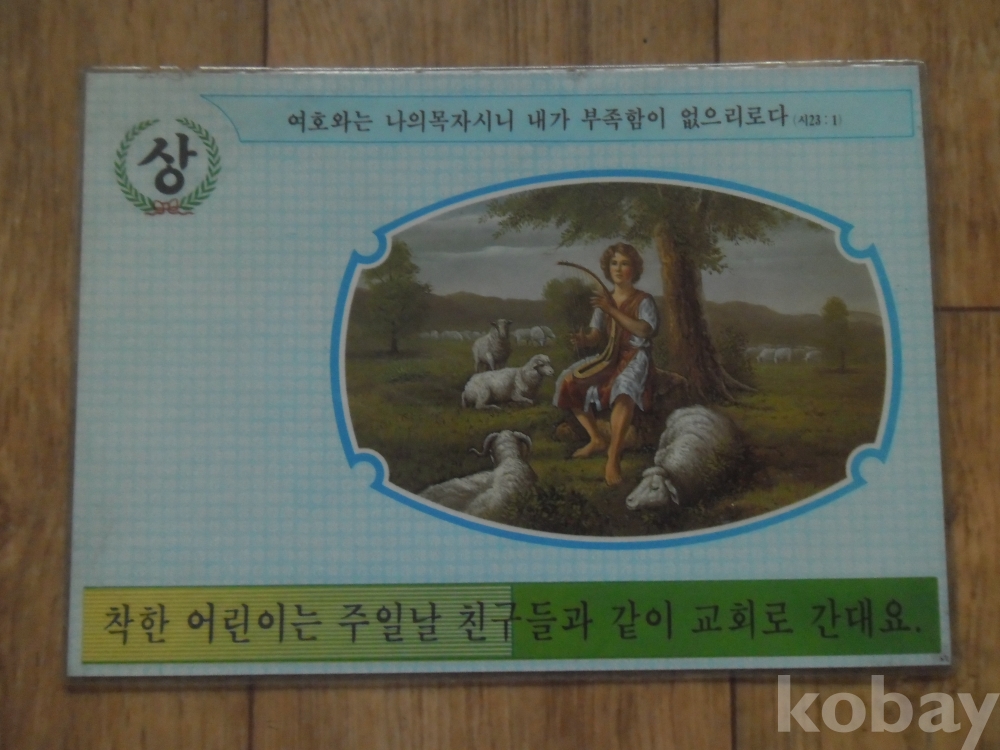 여호와는 나의목자시니 내가 부족함이 없으리로다 (시23 : 1)
상
착한 어린이는 주일날 친구들과 같이 교회로 간대요.
kobay